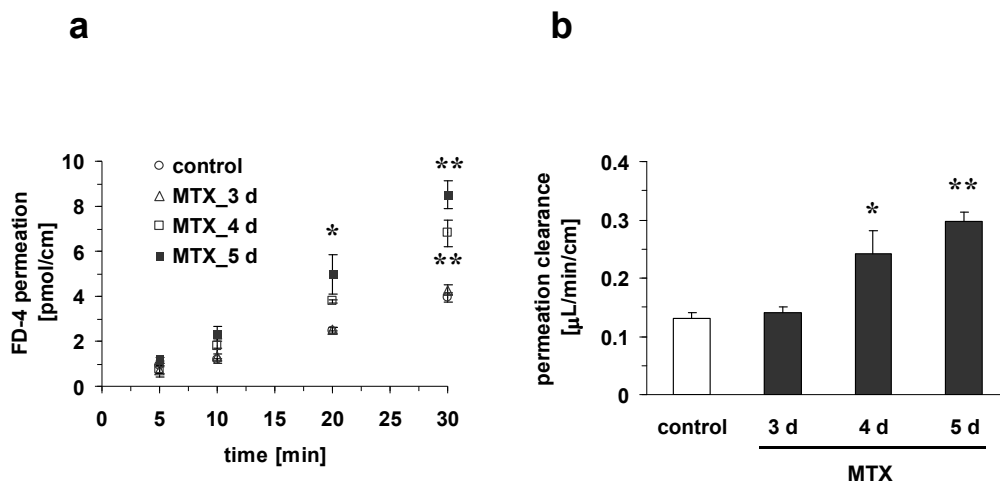 a
FD-4 permeation
[pmol/cm]
10
8
6
4
2
0
control
MTX_3 d
MTX_4 d
MTX_5 d
*
**
**
0 5 10 15 20 25 30
time [min]
b
permeation clearance
[µL/min/cm]
0.4
0.3
0.2
0.1
0
*
**
control 3 d 4 d 5 d
MTX